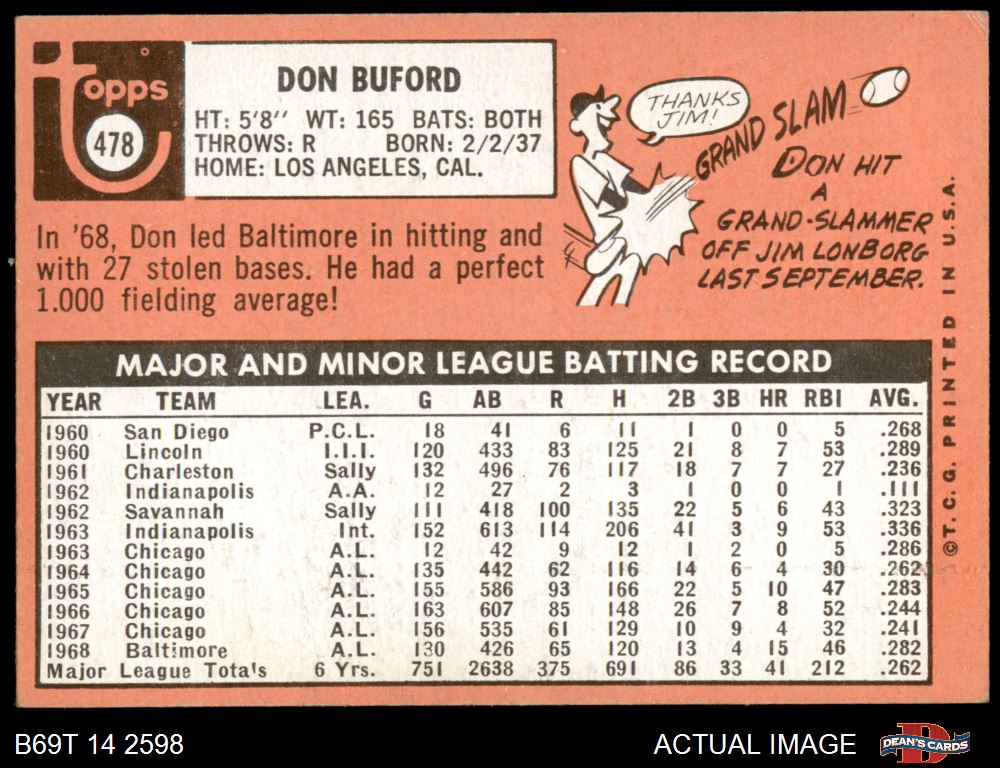 topps
478
DON BUFORD
HT: 5'8" WT: 165 BATS: BOTH
THROWS: R BORN: 2/2/37
HOME: LOS ANGELES, CAL.
THANKS
JIM!
GRAND SLAM
DON HIT
A
GRAND-SLAMMER
OFF JIM LONBORG
LAST SEPTEMBER.
In '68, Don led Baltimore in hitting and
with 27 stolen bases. He had a perfect
1.000 fielding average!
MAJOR AND MINOR LEAGUE BATTING RECORD
YEAR TEAM LEA. G AB R H 2B 3B HR RBI AVG.
1960 San Diego P.C.L. 18 41 6 11 1 0 0 5 .268
1960 Lincoln I.I.I. 120 433 83 125 21 8 7 53 .289
1961 Charleston Sally 132 496 76 117 18 7 7 27 .236
1962 Indianapolis A.A. 12 27 2 3 1 0 0 1 .111
1962 Savannah Sally 111 418 100 135 22 5 6 43 .323
1963 Indianapolis Int. 152 613 114 206 41 3 9 53 .336
1963 Chicago A.L. 12 42 9 12 1 2 0 5 .286
1964 Chicago A.L. 135 442 62 116 14 6 4 30 .262
1965 Chicago A.L. 155 586 93 166 22 5 10 47 .283
1966 Chicago A.L. 163 607 85 148 26 7 8 52 .244
1967 Chicago A.L. 156 535 61 129 10 9 4 32 .241
1968 Baltimore A.L. 130 426 65 120 13 4 15 46 .282
Major League Totals 6 Yrs. 751 2638 375 691 86 33 41 212 .262
©T. C. G. PRINTED IN U.S.A.
B69T 14 2598
ACTUAL IMAGE
D
DEAN'S CARDS